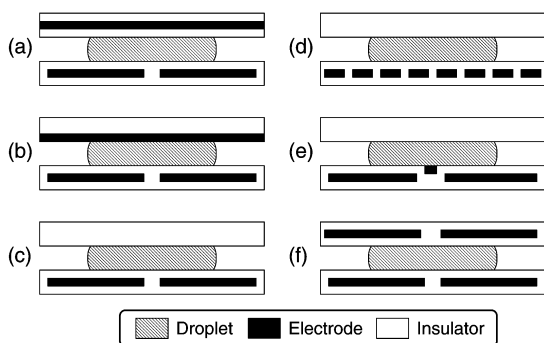 (a)
(b)
(c)
(d)
(e)
(f)
Droplet Electrode Insulator